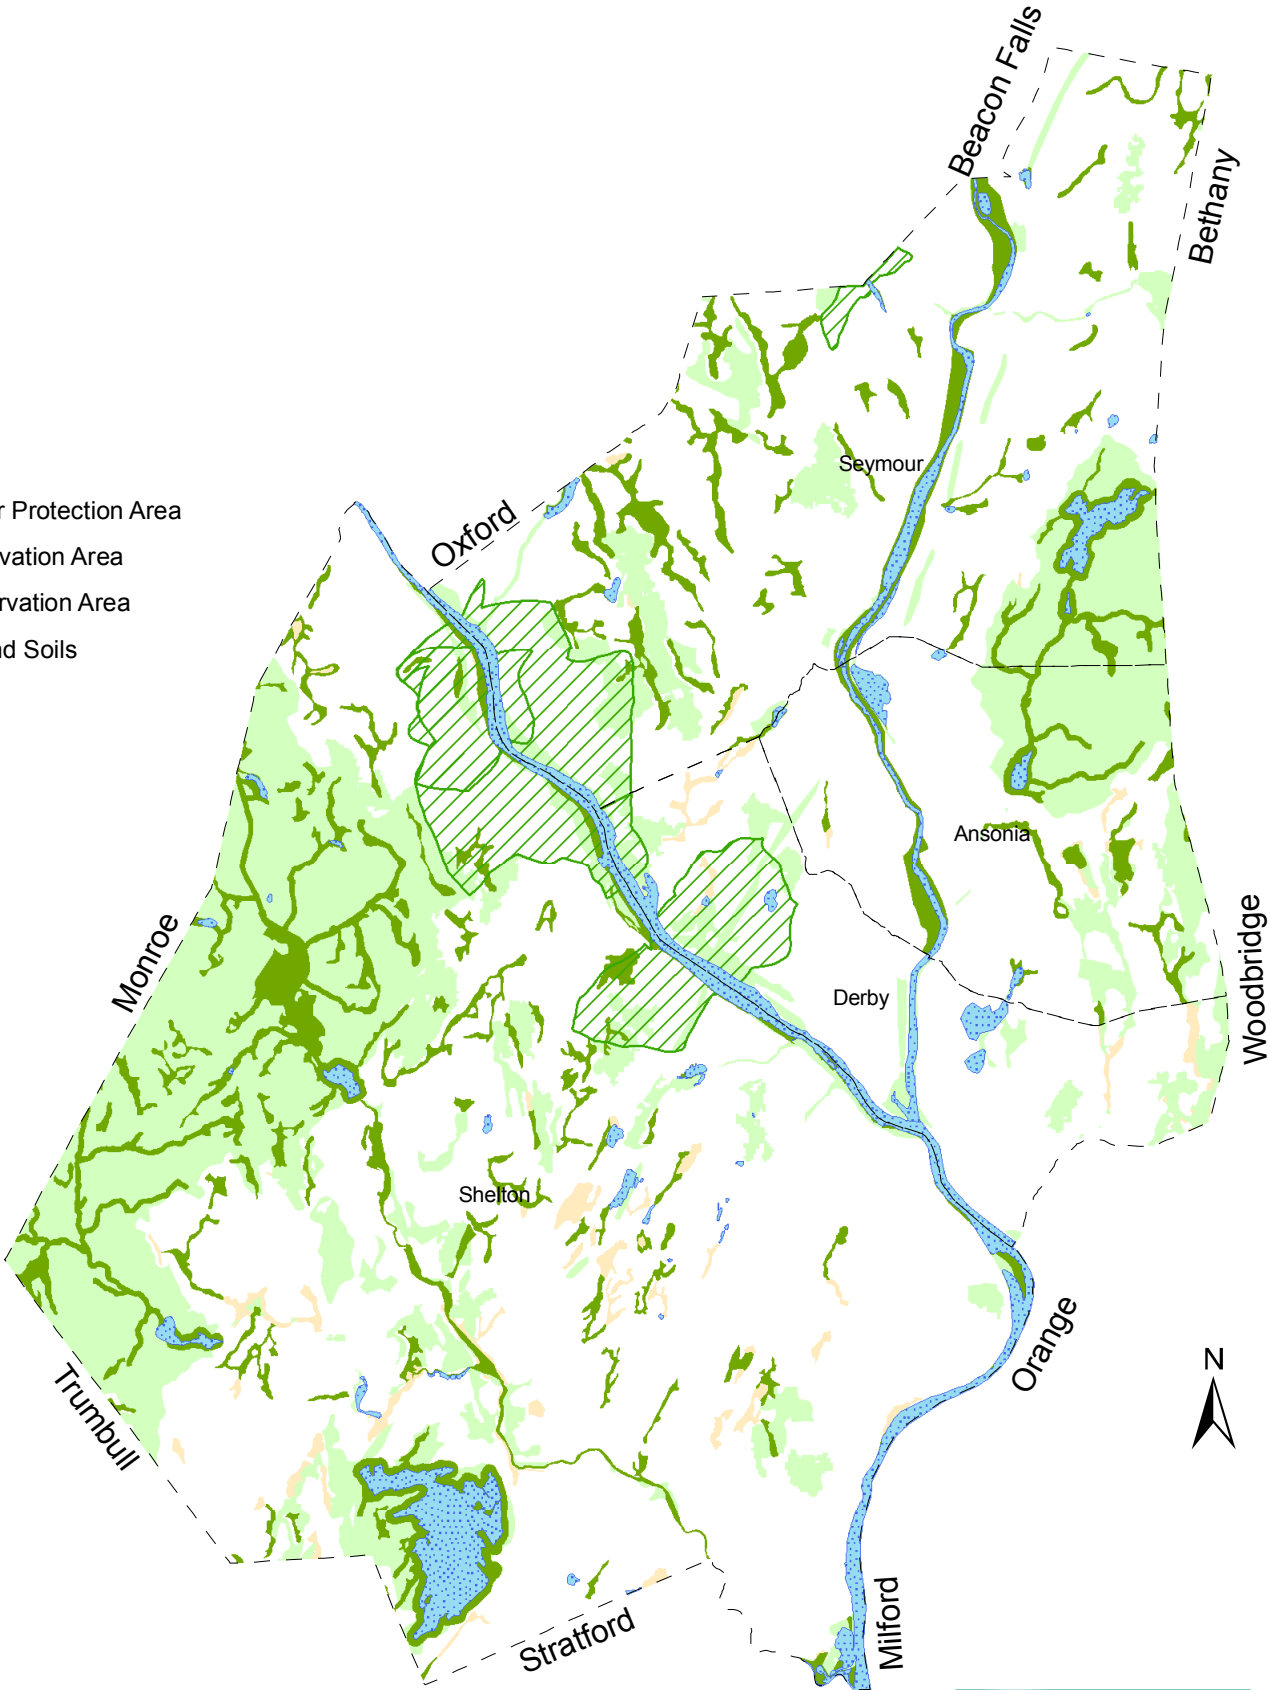 Beacon Falls
Bethany
Seymour
Oxford
r Protection Area
vation Area
rvation Area
nd Soils
Ansonia
Monroe
Woodbridge
Derby
Shelton
Orange
N
Trumbull
Milford
Stratford